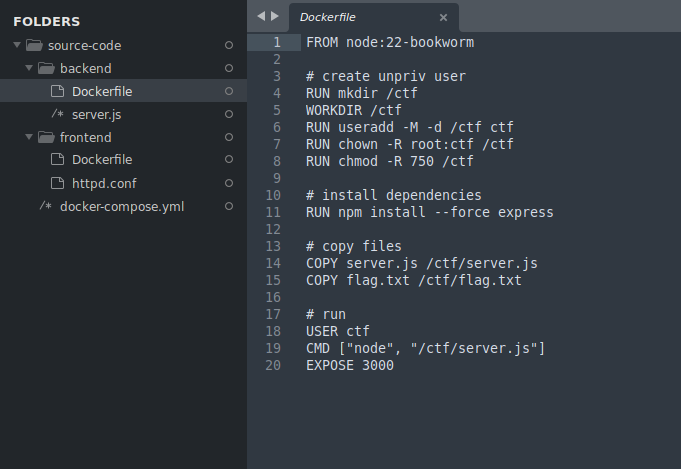 FOLDERS
source-code
backend
Dockerfile
/* server.js
frontend
Dockerfile
httpd.conf
/* docker-compose.yml
Dockerfile ×
1 FROM node:22-bookworm
2
3 # create unpriv user
4 RUN mkdir /ctf
5 WORKDIR /ctf
6 RUN useradd -M -d /ctf ctf
7 RUN chown -R root:ctf /ctf
8 RUN chmod -R 750 /ctf
9
10 # install dependencies
11 RUN npm install --force express
12
13 # copy files
14 COPY server.js /ctf/server.js
15 COPY flag.txt /ctf/flag.txt
16
17 # run
18 USER ctf
19 CMD ["node", "/ctf/server.js"]
20 EXPOSE 3000